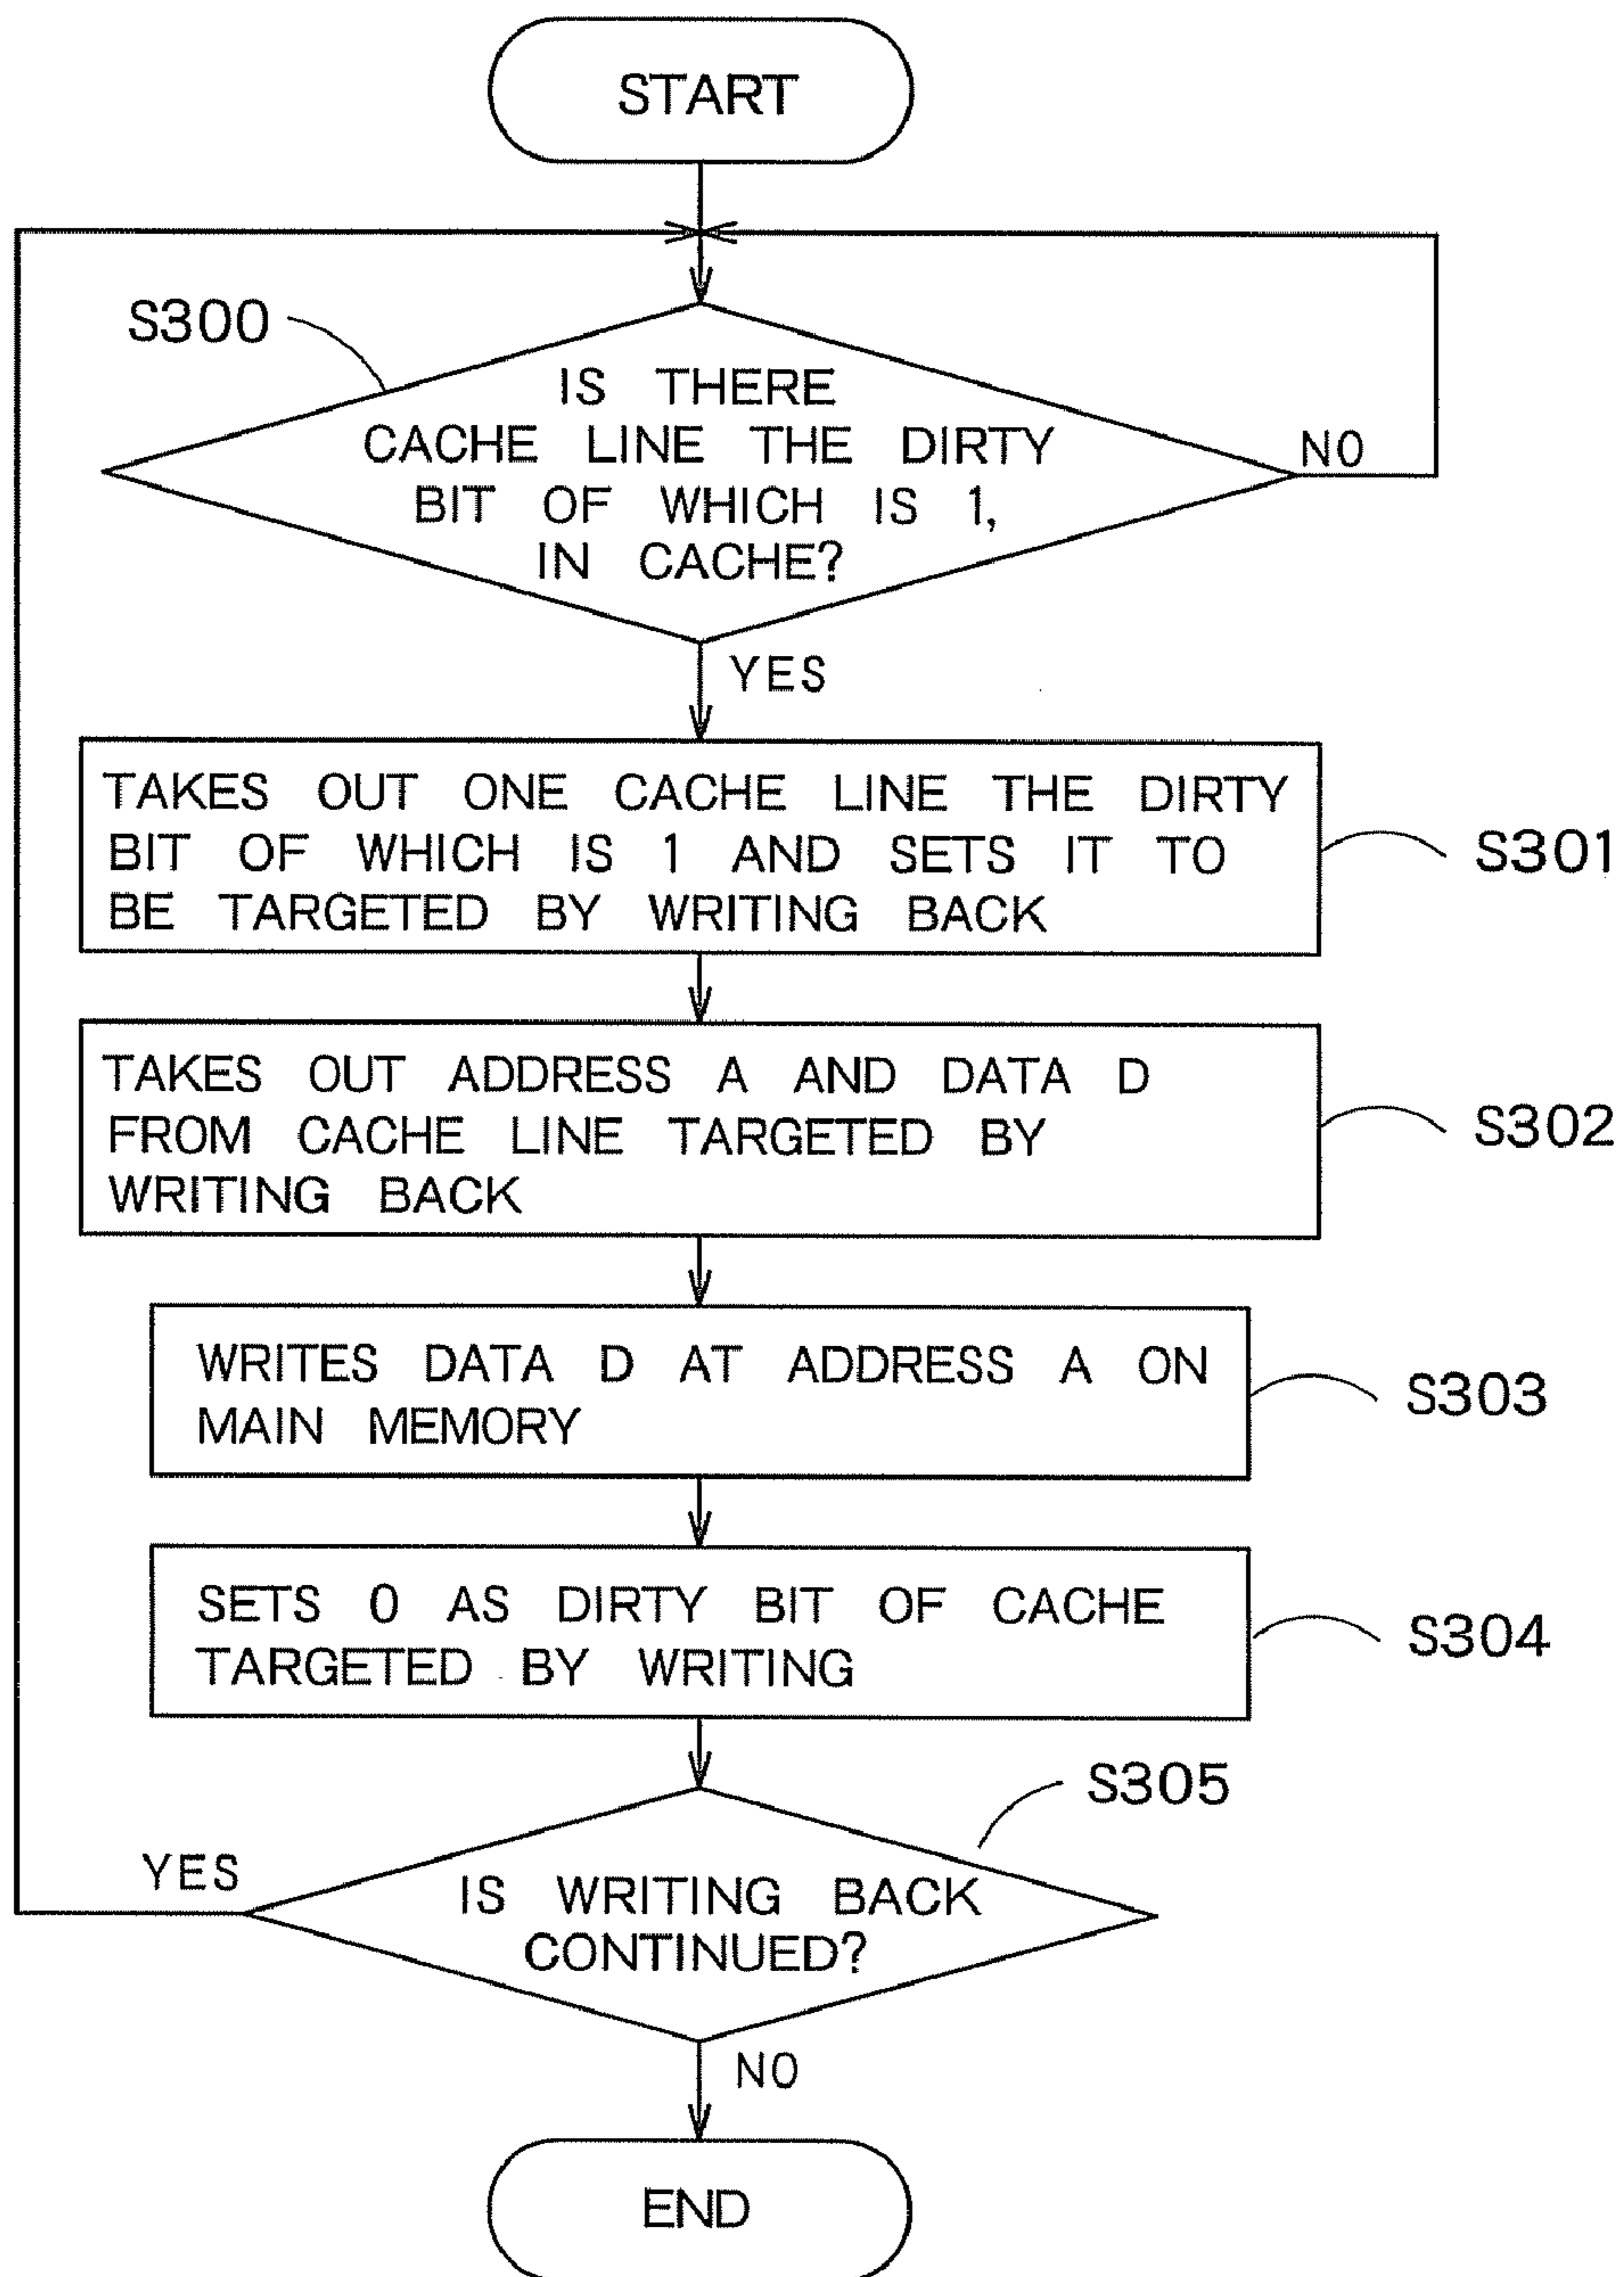 START
S300
IS THERE
CACHE LINE THE DIRTY
BIT OF WHICH IS 1,
IN CACHE?
NO
YES
TAKES OUT ONE CACHE LINE THE DIRTY
BIT OF WHICH IS 1 AND SETS IT TO
BE TARGETED BY WRITING BACK
S301
TAKES OUT ADDRESS A AND DATA D
FROM CACHE LINE TARGETED BY
WRITING BACK
S302
WRITES DATA D AT ADDRESS A ON
MAIN MEMORY
S303
SETS 0 AS DIRTY BIT OF CACHE
TARGETED BY WRITING
S304
S305
YES
IS WRITING BACK
CONTINUED?
NO
END